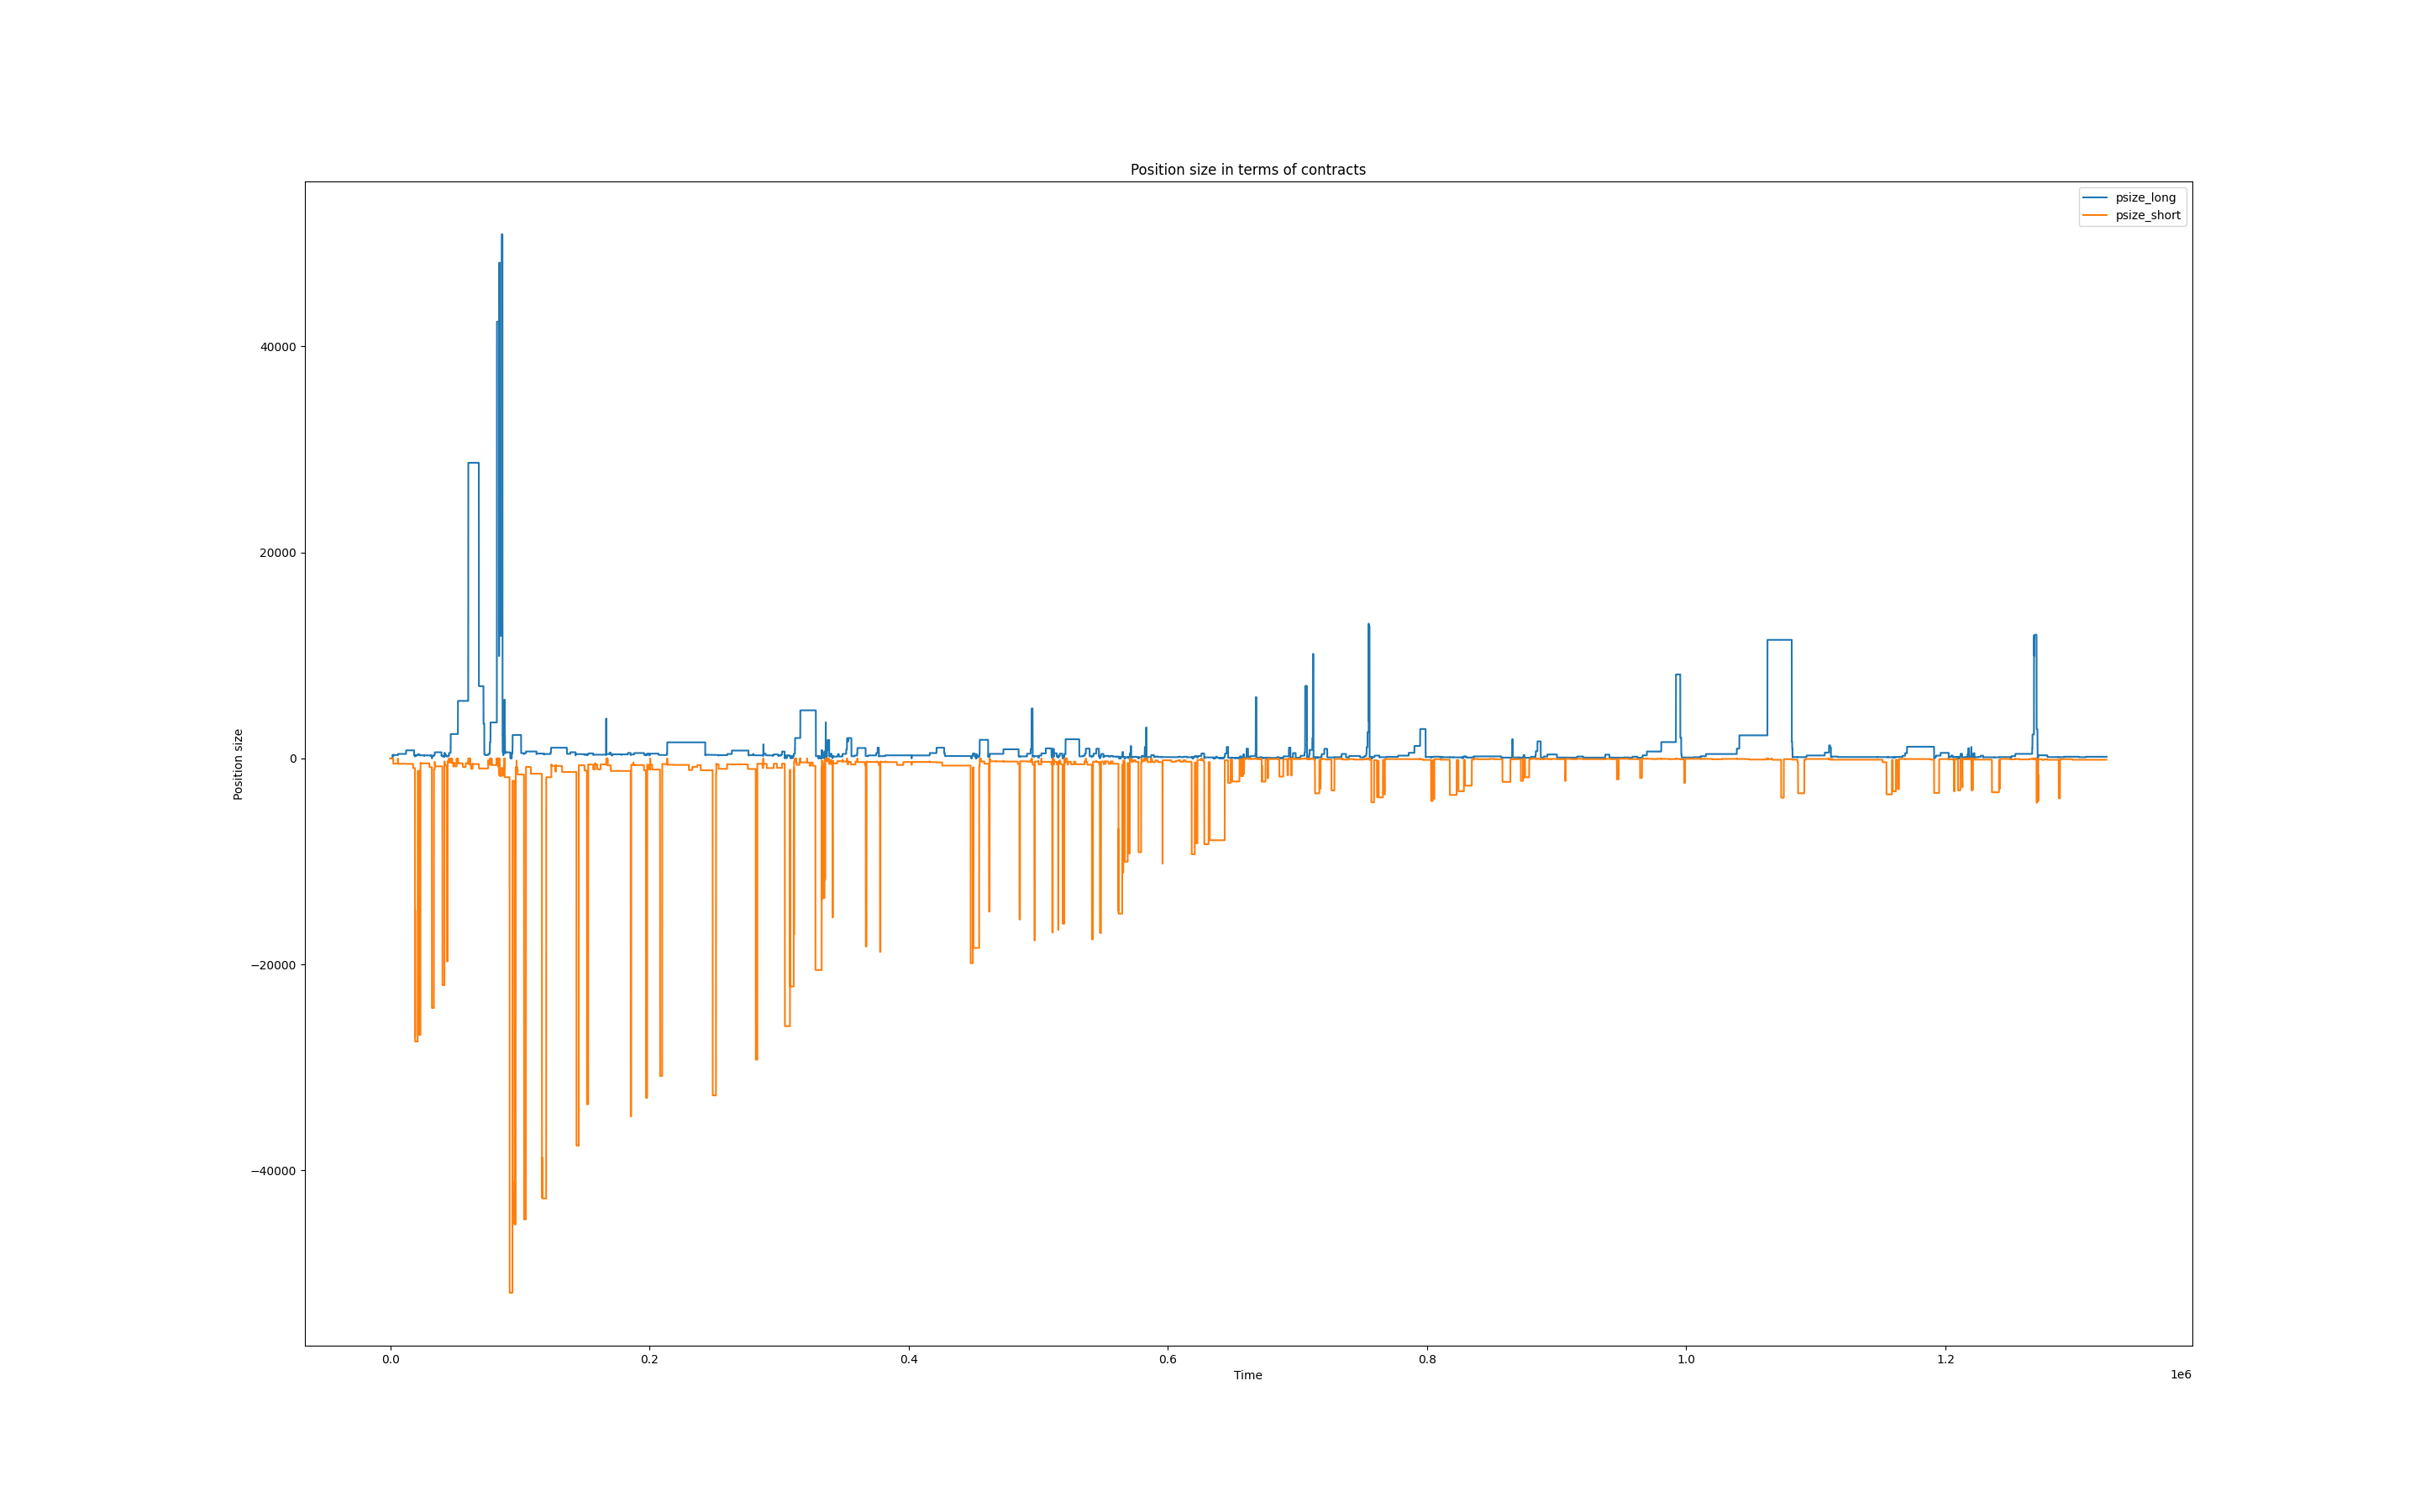 Position size in terms of contracts
psize_long
psize_short
Position size
40000
20000
0
−20000
−40000
0.0
0.2
0.4
0.6
0.8
1.0
1.2
Time
1e6